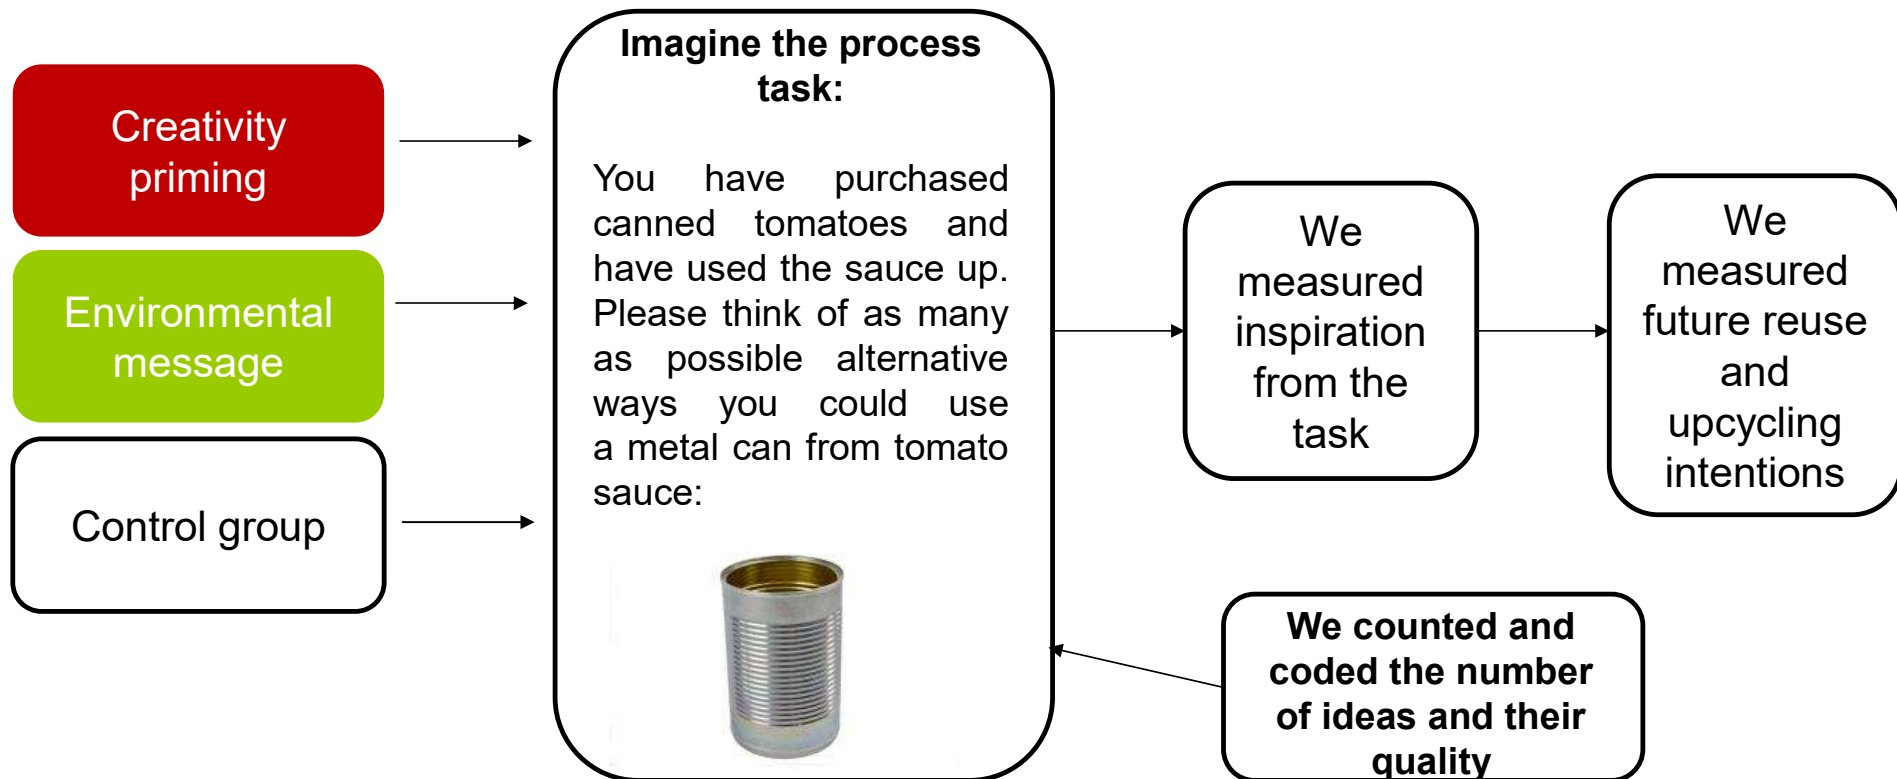 Creativity
priming
Environmental
message
Control group
Imagine the process
task:
You have purchased
canned tomatoes and
have used the sauce up.
Please think of as many
as possible alternative
ways you could use
a metal can from tomato
sauce:
We
measured
inspiration
from the
task
We
measured
future reuse
and
upcycling
intentions
We counted and
coded the number
of ideas and their
quality